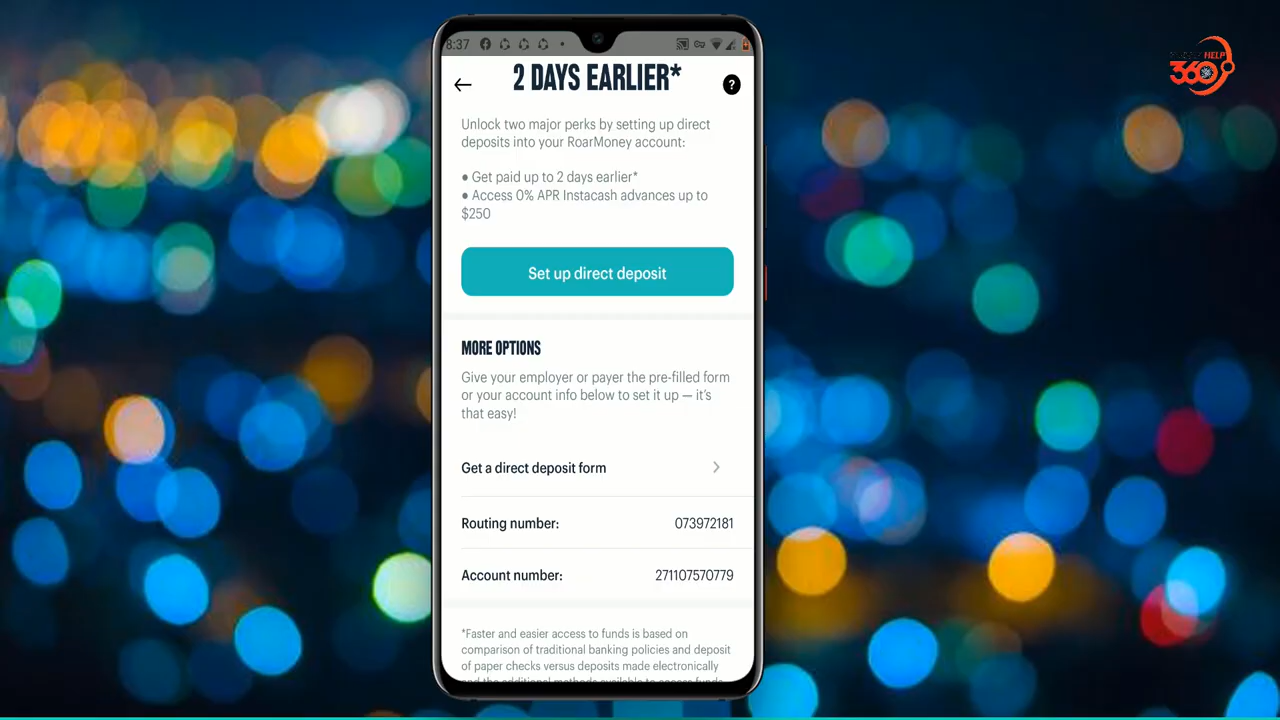 HELP
360
8:37
2 DAYS EARLIER*
?
Unlock two major perks by setting up direct
deposits into your RoarMoney account:
● Get paid up to 2 days earlier*
● Access 0% APR Instacash advances up to
$250
Set up direct deposit
MORE OPTIONS
Give your employer or payer the pre-filled form
or your account info below to set it up — it's
that easy!
Get a direct deposit form
Routing number: 073972181
Account number: 271107570779
*Faster and easier access to funds is based on
comparison of traditional banking policies and deposit
of paper checks versus deposits made electronically